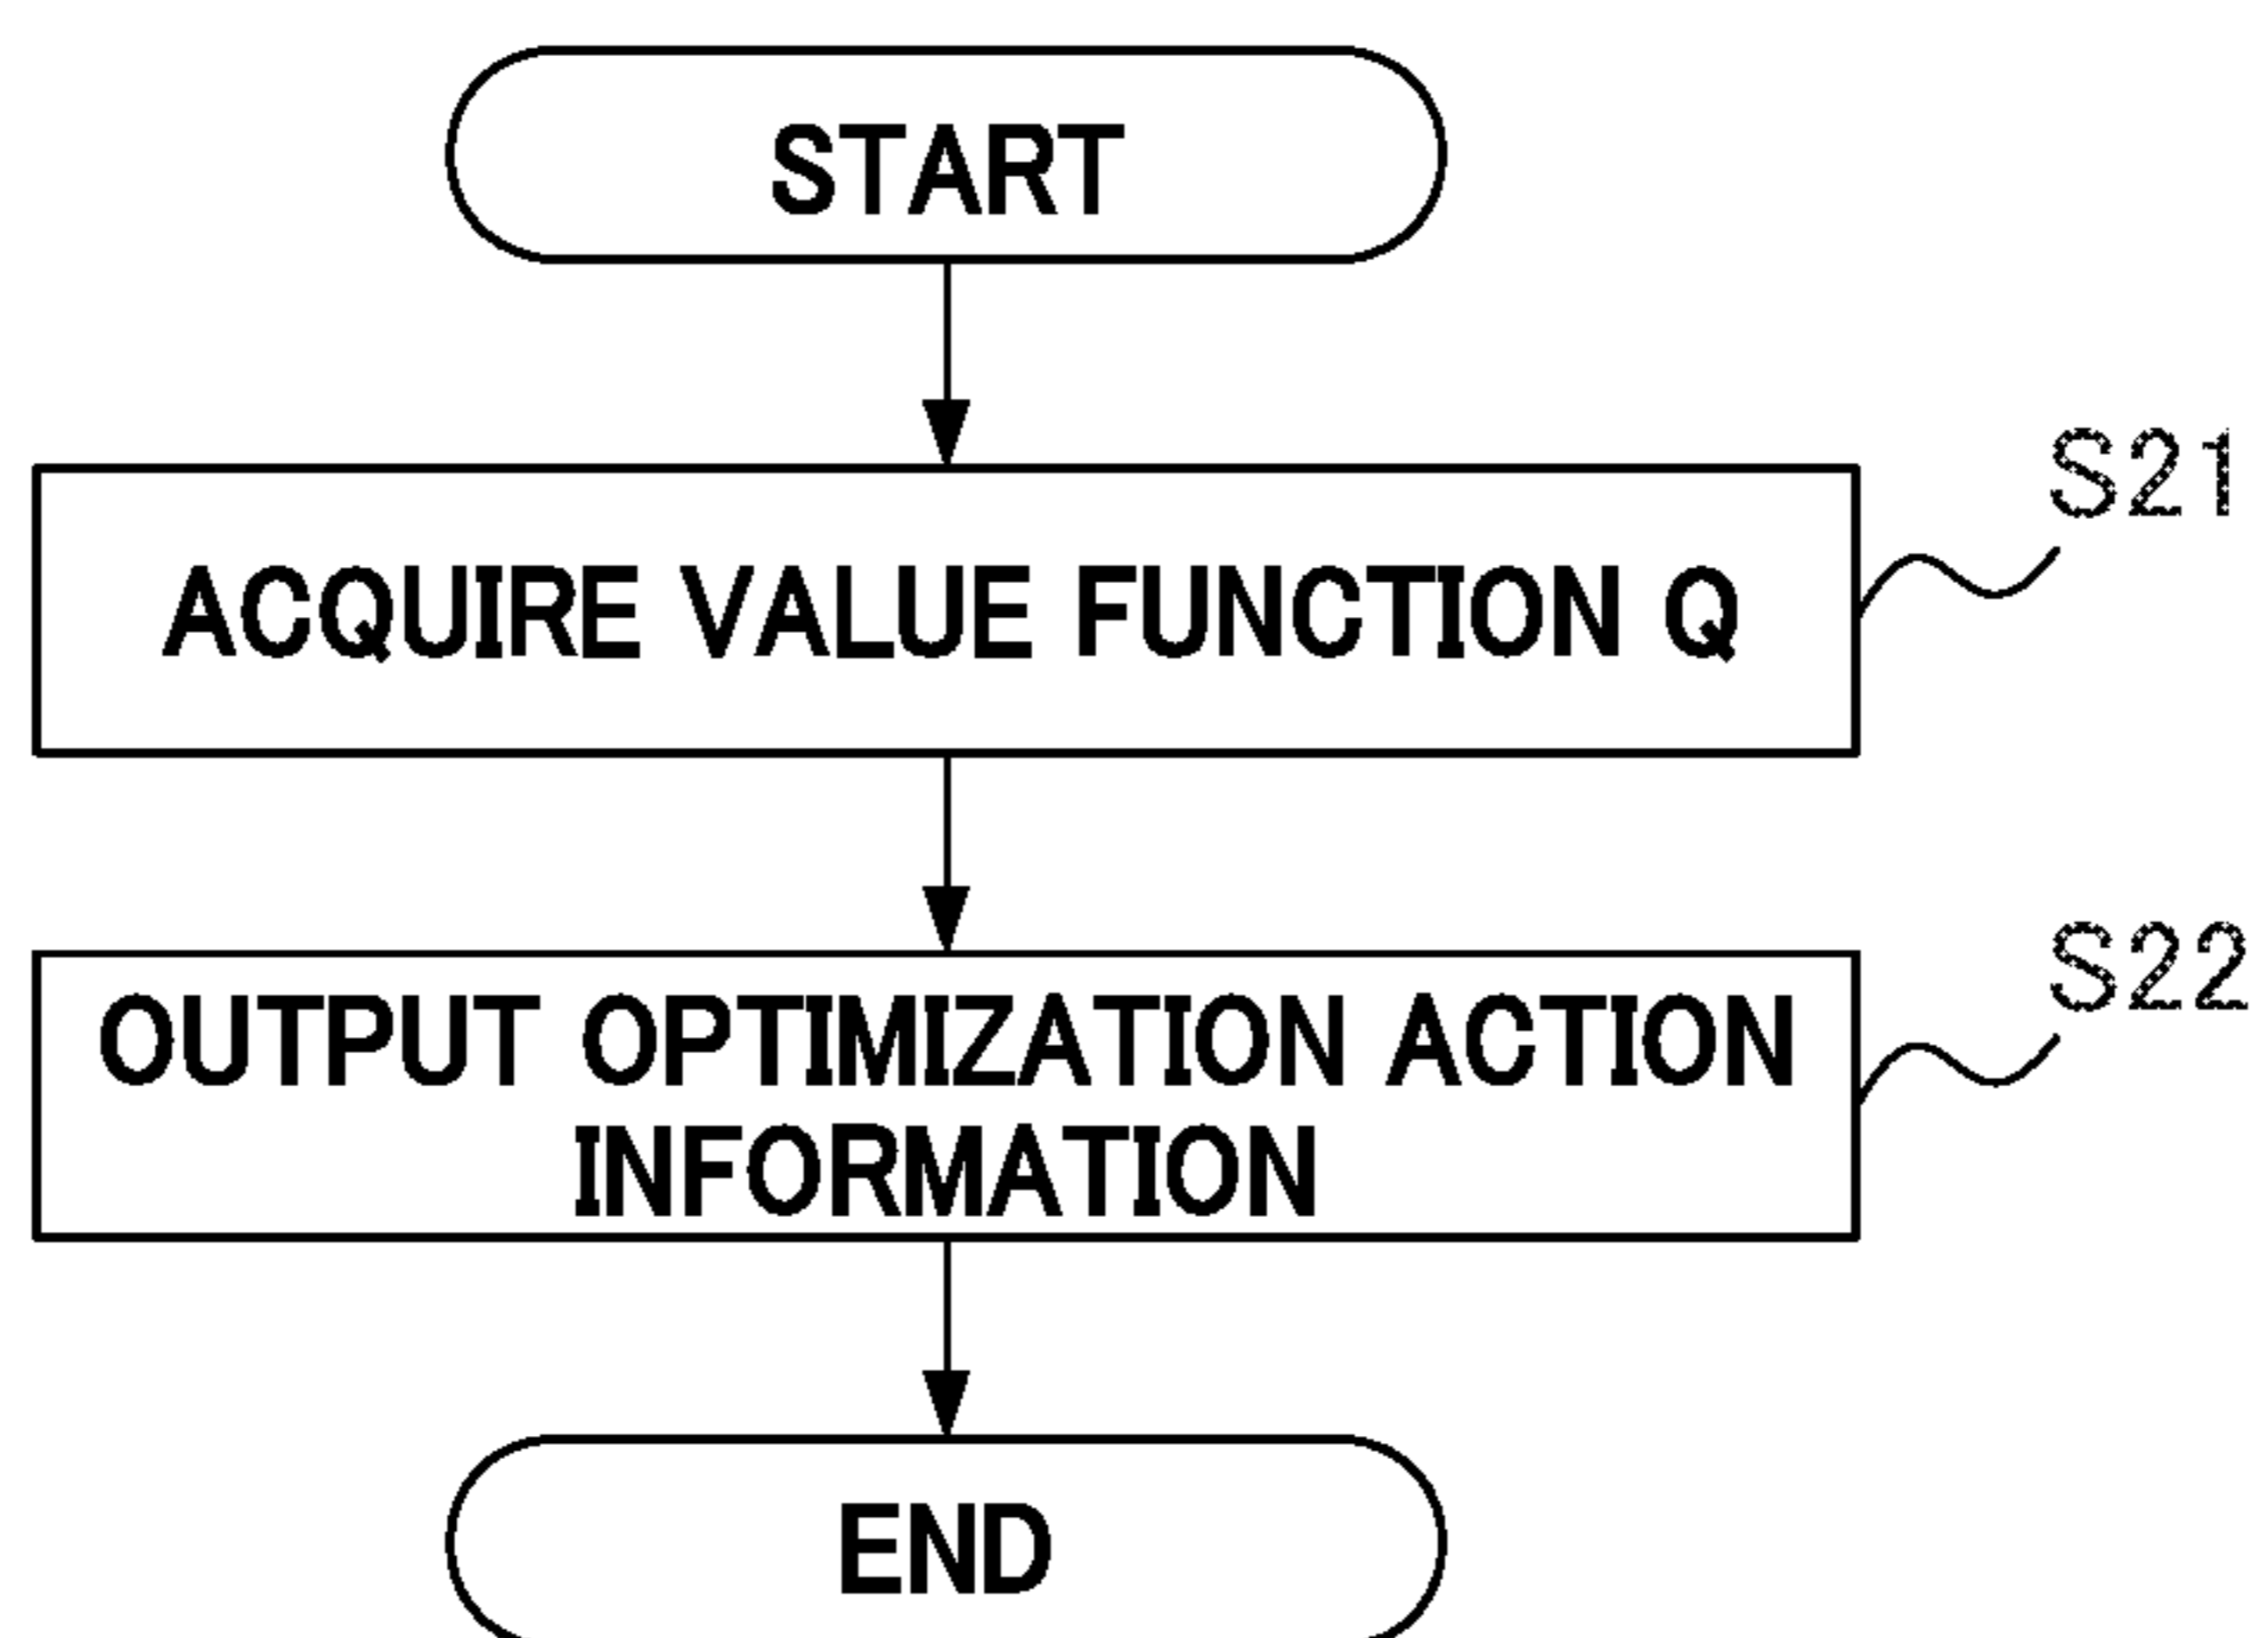 START
S21
ACQUIRE VALUE FUNCTION Q
S22
OUTPUT OPTIMIZATION ACTION
INFORMATION
END